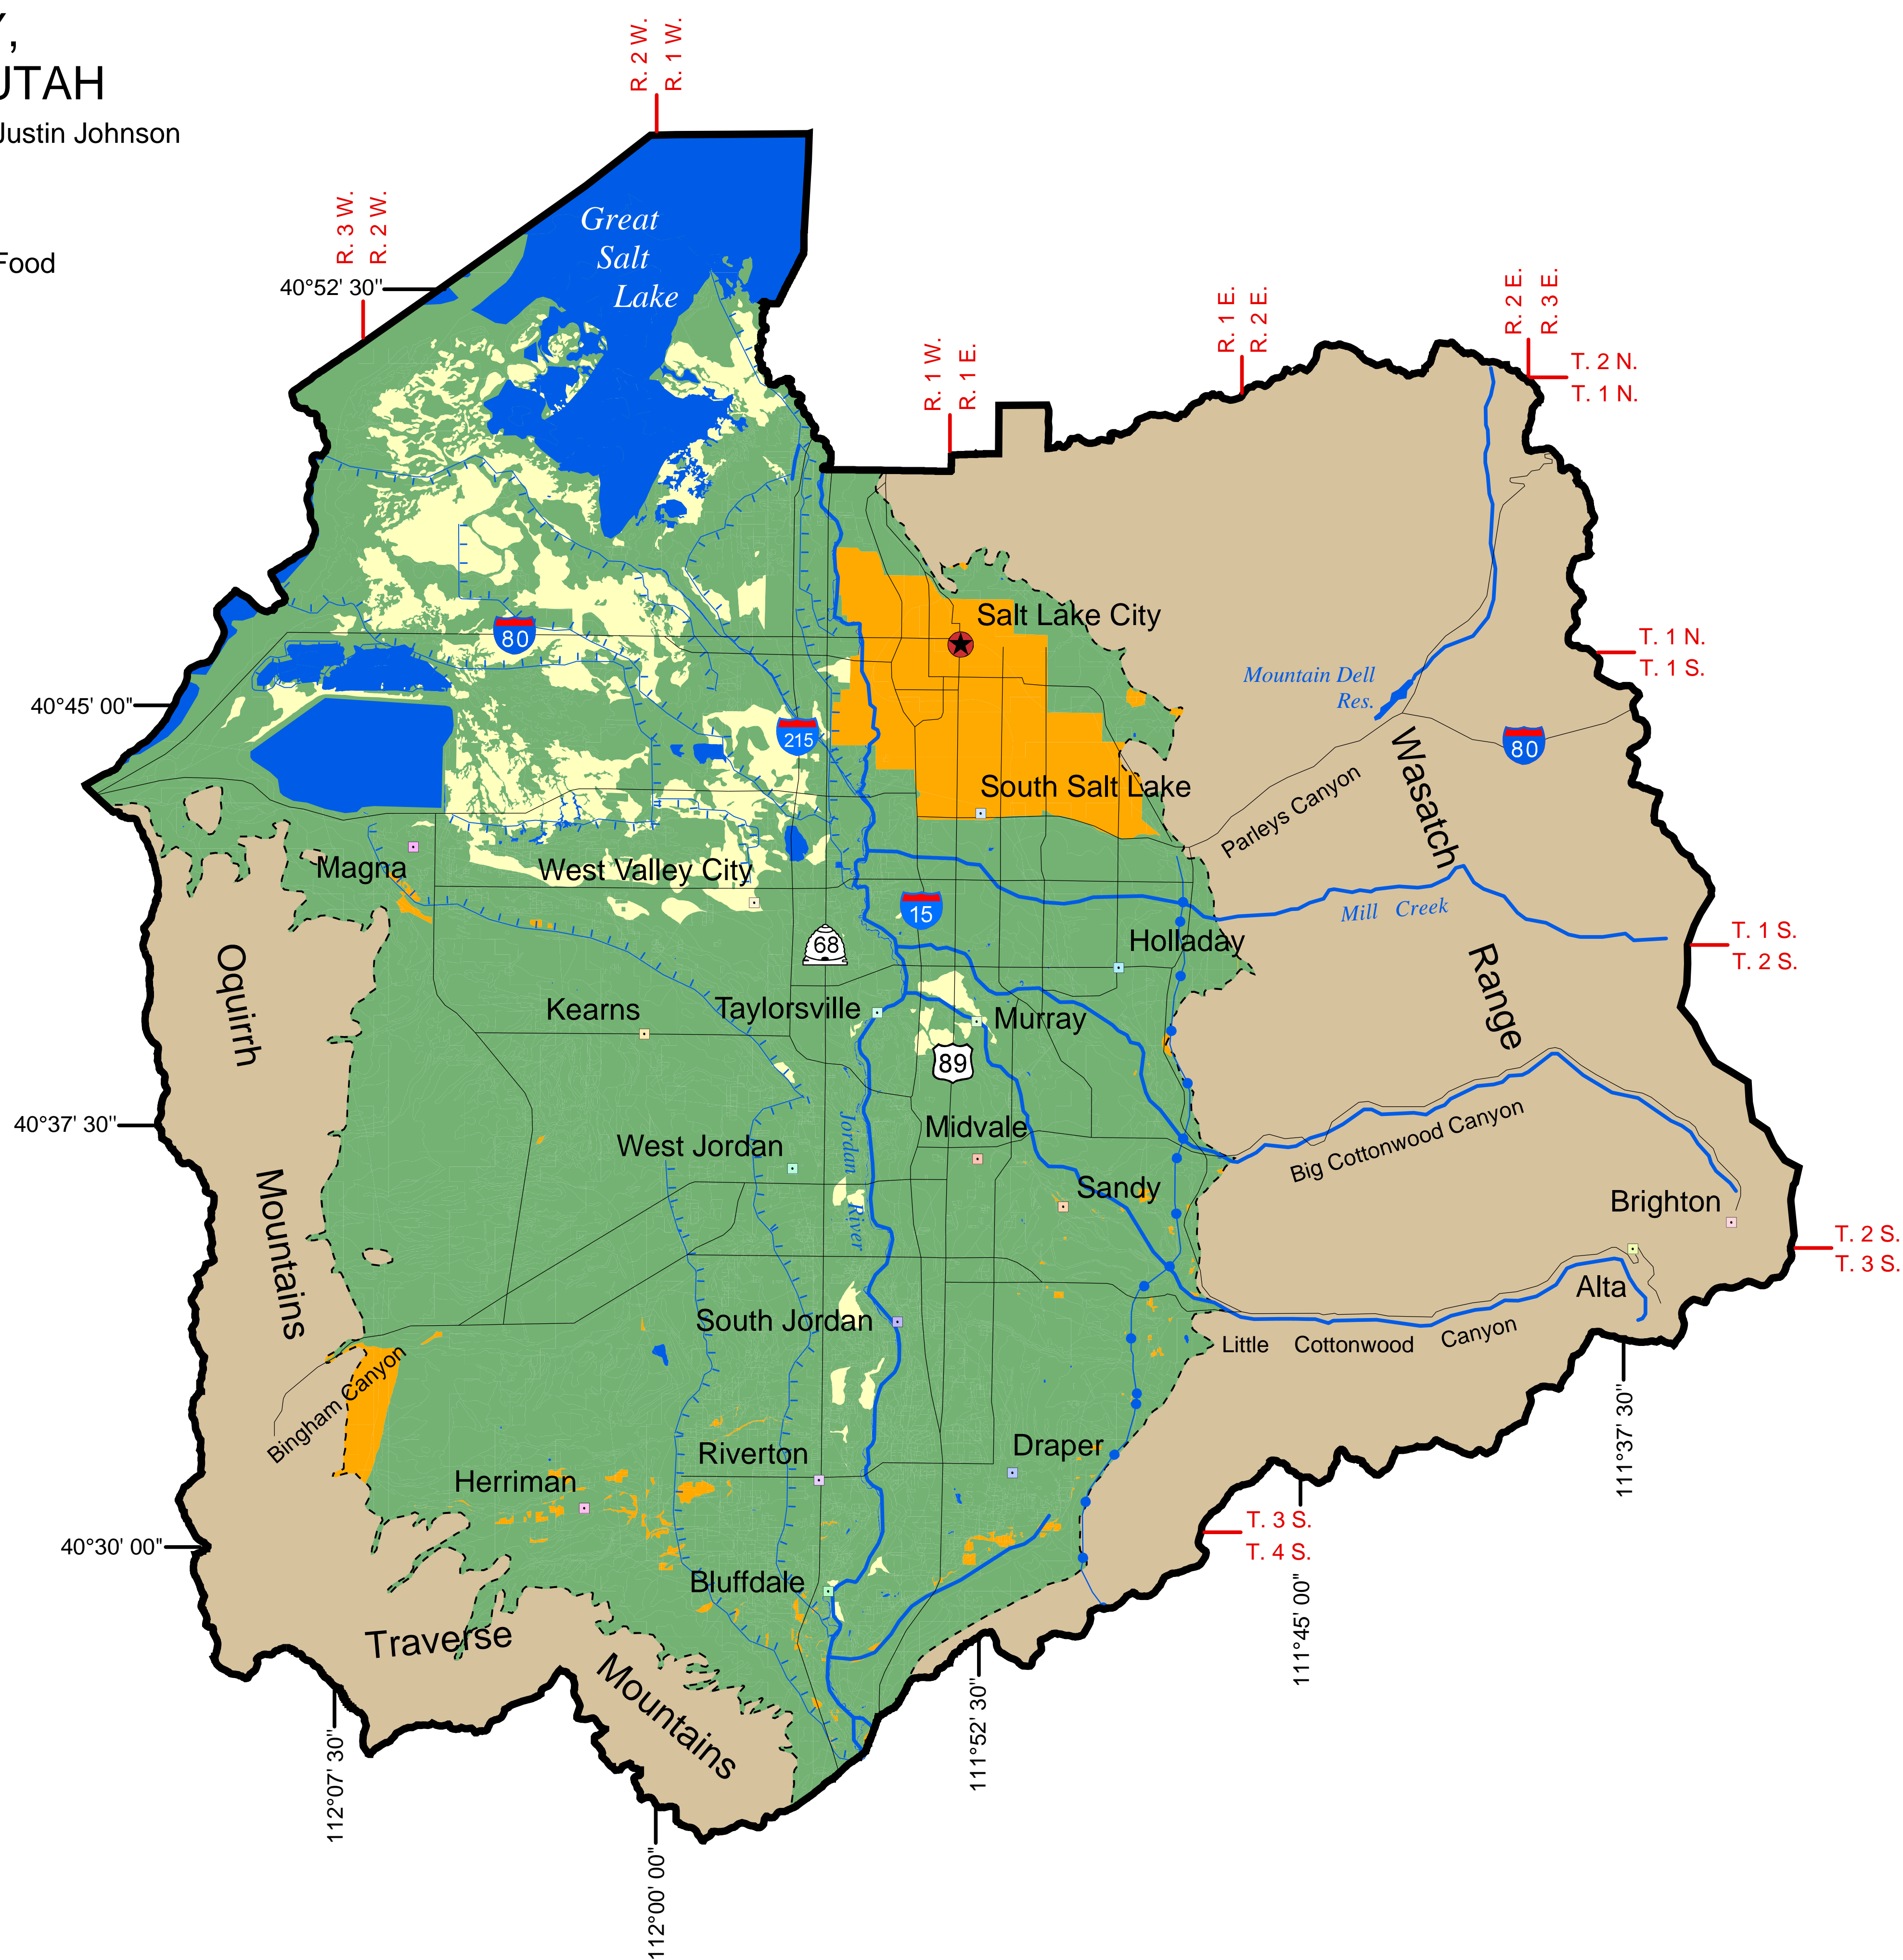 Y,
UTAH
Justin Johnson
Food
R. 2 W.
R. 1 W.
R. 3 W.
R. 2 W.
40°52' 30"
Great
Salt
Lake
R. 1 W.
R. 1 E.
R. 1 E.
R. 2 E.
R. 2 E.
R. 3 E.
T. 2 N.
T. 1 N.
80
Salt Lake City
T. 1 N.
T. 1 S.
Mountain Dell
Res.
40°45' 00"
215
80
South Salt Lake
Parleys Canyon
Wasatch
Range
Magna
West Valley City
15
Mill Creek
68
Holladay
T. 1 S.
T. 2 S.
Oquirrh
Mountains
Kearns
Taylorsville
Murray
89
40°37' 30"
Midvale
West Jordan
Jordan
River
Big Cottonwood Canyon
Sandy
Brighton
T. 2 S.
T. 3 S.
Alta
South Jordan
Little Cottonwood Canyon
Bingham Canyon
Riverton
Draper
Herriman
111°37' 30"
40°30' 00"
T. 3 S.
T. 4 S.
Bluffdale
111°45' 00"
Traverse
Mountains
111°52' 30"
112°07' 30"
112°00' 00"